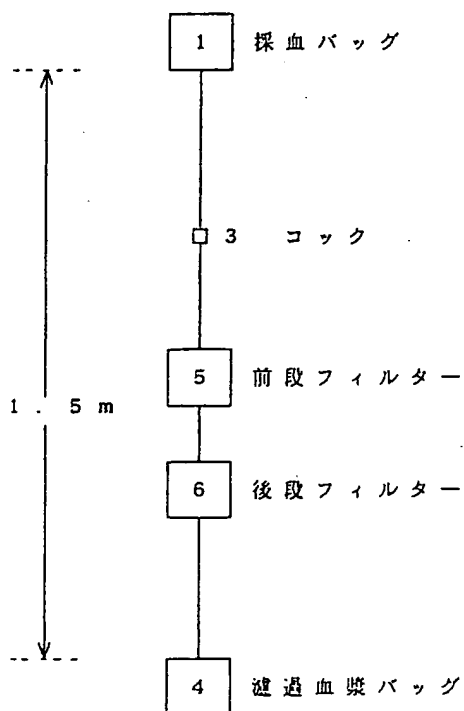 1 採血バッグ
3 コック
5 前段フィルター
1.5m
6 後段フィルター
4 濾過血漿バッグ